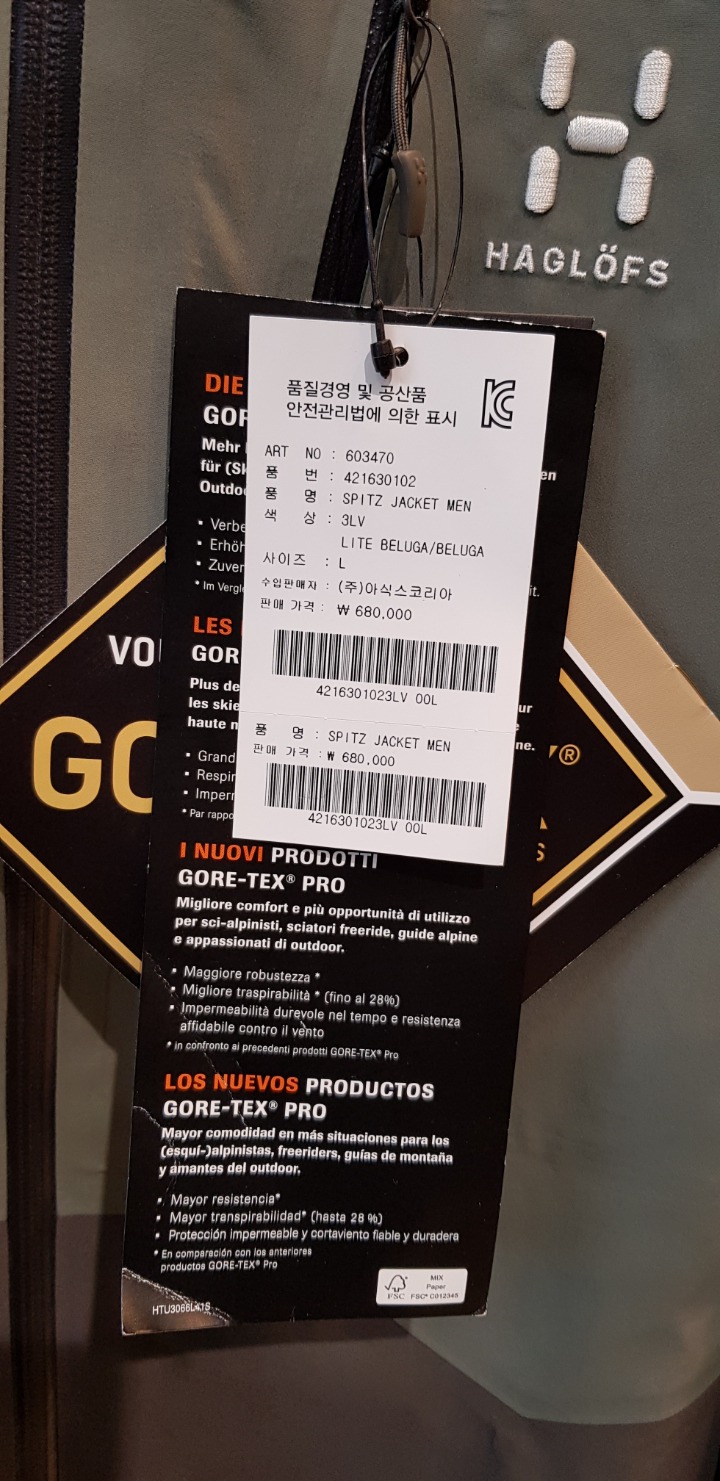 HAGLÖFS
품질경영 및 공산품
안전관리법에 의한 표시
ART NO : 603470
품 번 : 421630102
품 명 : SPITZ JACKET MEN
색 상 : 3LV
LITE BELUGA/BELUGA
사이즈 : L
수입판매자 : (주)아식스코리아
판매 가격 : ₩ 680,000
4216301023LV 00L
품 명 : SPITZ JACKET MEN
판매 가격 : ₩ 680,000
4216301023LV 00L
DIE
GOR
Mehr
für (Sk
en
Outdo
• Verbe
• Erhöh
• Zuver
* Im Vergle
it.
LES
GOR
Plus de
ur
les skie
haute n
ne.
• Grand
• Respir
• Imperr
* Par rappo
I NUOVI PRODOTTI
GORE-TEX® PRO
Migliore comfort e più opportunità di utilizzo
per sci-alpinisti, sciatori freeride, guide alpine
e appassionati di outdoor.
• Maggiore robustezza *
• Migliore traspirabilità * (fino al 28%)
• Impermeabilità durevole nel tempo e resistenza
affidabile contro il vento
* in confronto ai precedenti prodotti GORE-TEX® Pro
LOS NUEVOS PRODUCTOS
GORE-TEX® PRO
Mayor comodidad en más situaciones para los
(esquí-)alpinistas, freeriders, guías de montaña
y amantes del outdoor.
• Mayor resistencia*
• Mayor transpirabilidad* (hasta 28 %)
• Protección impermeable y cortaviento fiable y duradera
* En comparación con los anteriores
productos GORE-TEX® Pro
FSC
MIX
Paper
FSC® C012345
VO
GO
®
S